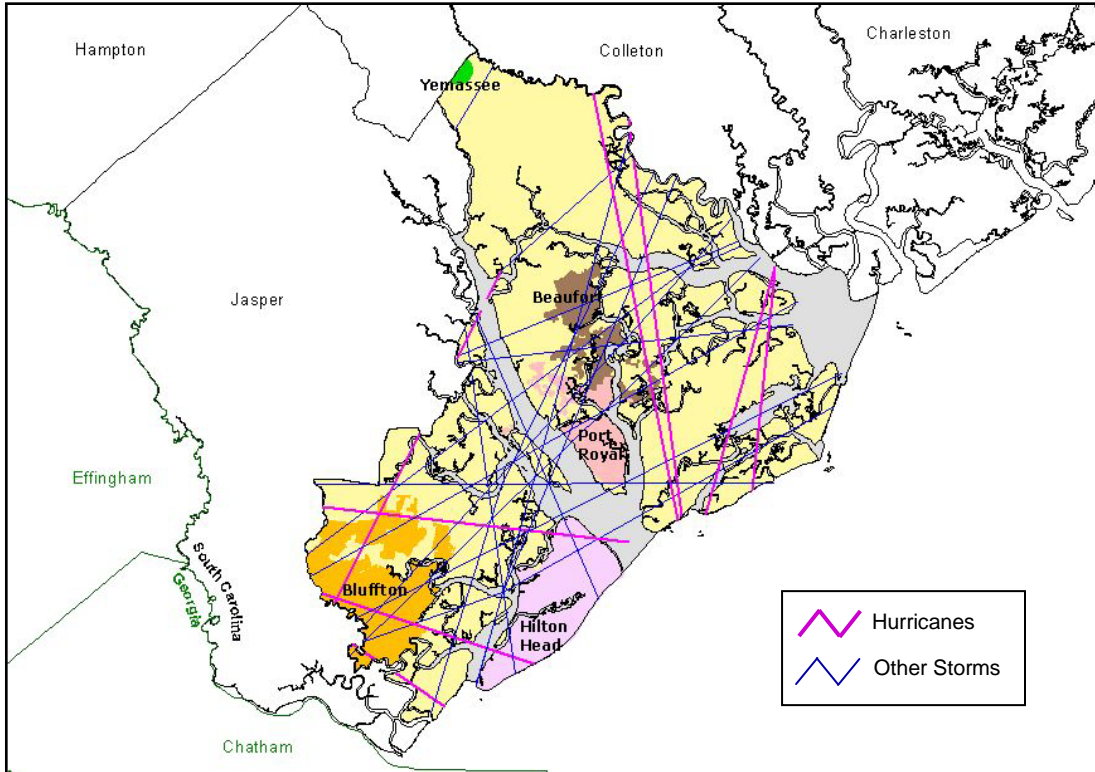 Hampton
Colleton
Charleston
Yemassee
Jasper
Beaufort
Port
Royal
Effingham
South Carolina
Georgia
Bluffton
Hilton
Head
Hurricanes
Other Storms
Chatham